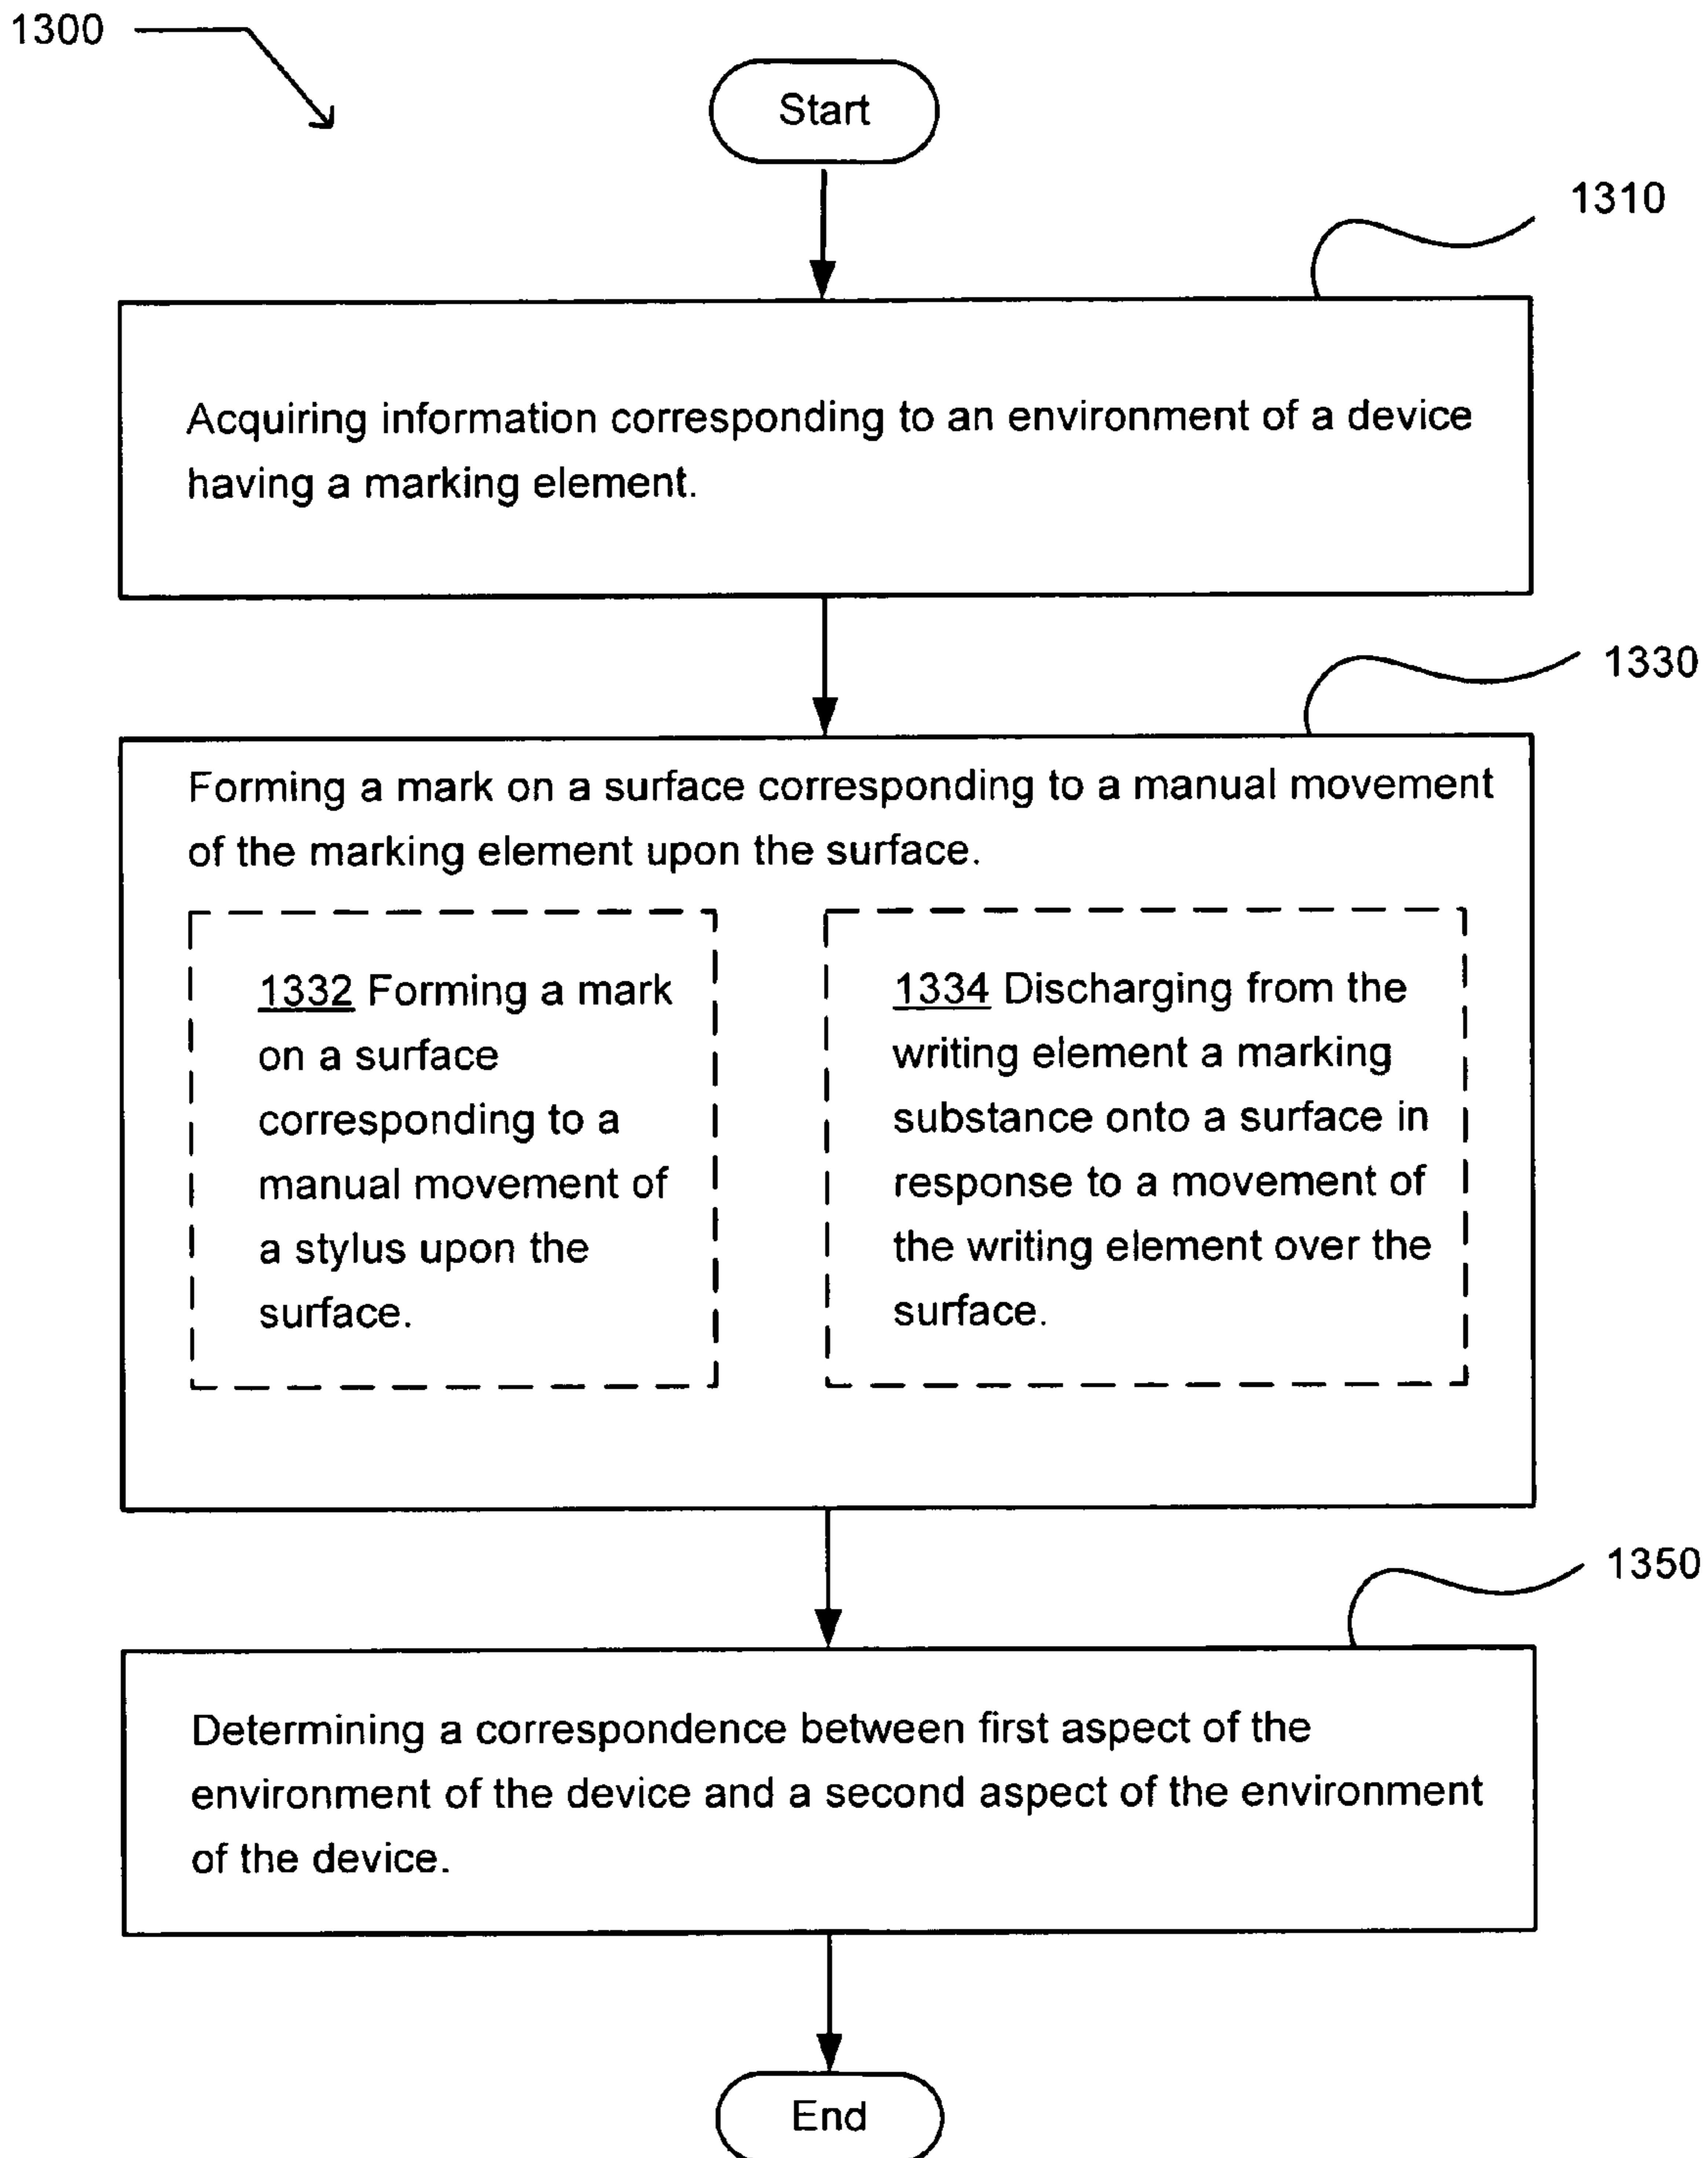 1300
Start
1310
Acquiring information corresponding to an environment of a device
having a marking element.
1330
Forming a mark on a surface corresponding to a manual movement
of the marking element upon the surface.
1332 Forming a mark
on a surface
corresponding to a
manual movement of
a stylus upon the
surface.
1334 Discharging from the
writing element a marking
substance onto a surface in
response to a movement of
the writing element over the
surface.
1350
Determining a correspondence between first aspect of the
environment of the device and a second aspect of the environment
of the device.
End